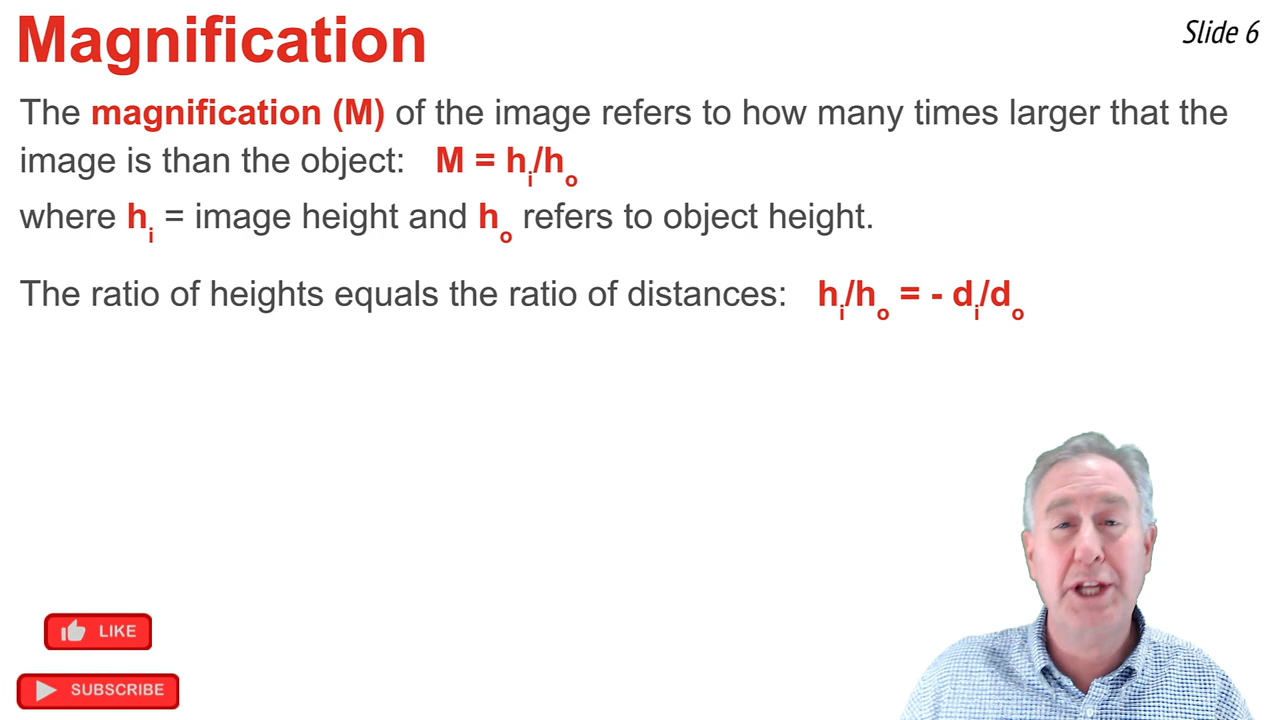 Magnification
Slide 6
The magnification (M) of the image refers to how many times larger that the
image is than the object: M = hi/ho
where hi = image height and ho refers to object height.
The ratio of heights equals the ratio of distances: hi/ho = - di/do
LIKE
SUBSCRIBE